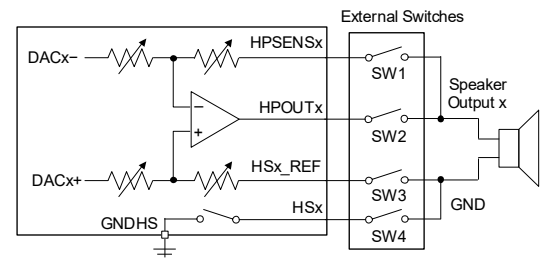 External Switches
DACx−
HPSENSx
SW1
Speaker
Output x
−
HPOUTx
SW2
+
HSx_REF
DACx+
SW3
GND
GNDHS
HSx
SW4